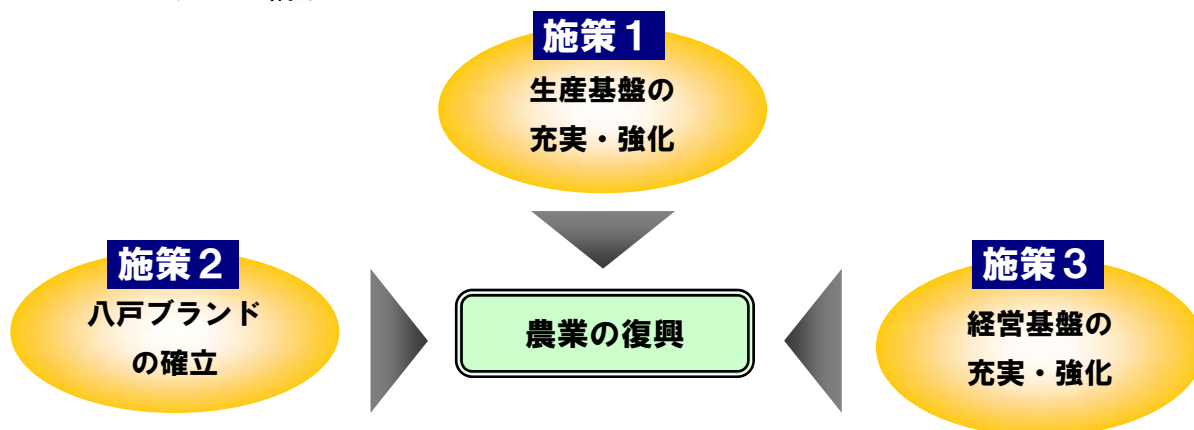 施策１
生産基盤の
充実・強化
施策２
八戸ブランド
の確立
農業の復興
施策３
経営基盤の
充実・強化